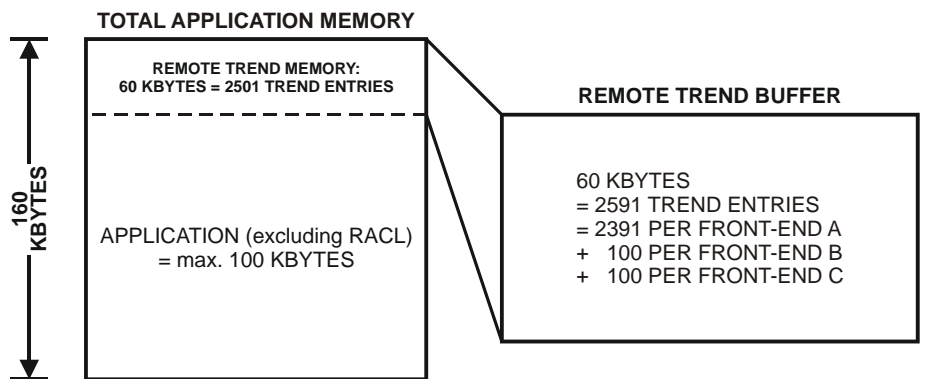 TOTAL APPLICATION MEMORY
REMOTE TREND MEMORY:
60 KBYTES = 2501 TREND ENTRIES
160
KBYTES
APPLICATION (excluding RACL)
= max. 100 KBYTES
REMOTE TREND BUFFER
60 KBYTES
= 2591 TREND ENTRIES
= 2391 PER FRONT-END A
+ 100 PER FRONT-END B
+ 100 PER FRONT-END C